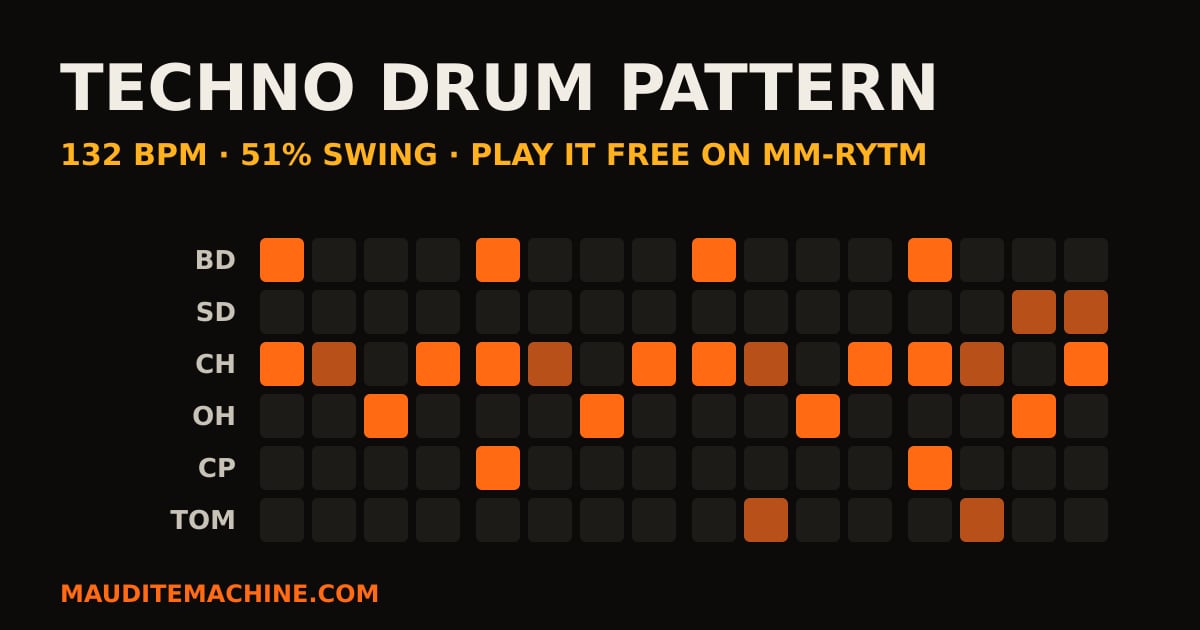 TECHNO DRUM PATTERN
132 BPM · 51% SWING · PLAY IT FREE ON MM-RYTM
BD
SD
CH
OH
CP
TOM
MAUDITEMACHINE.COM